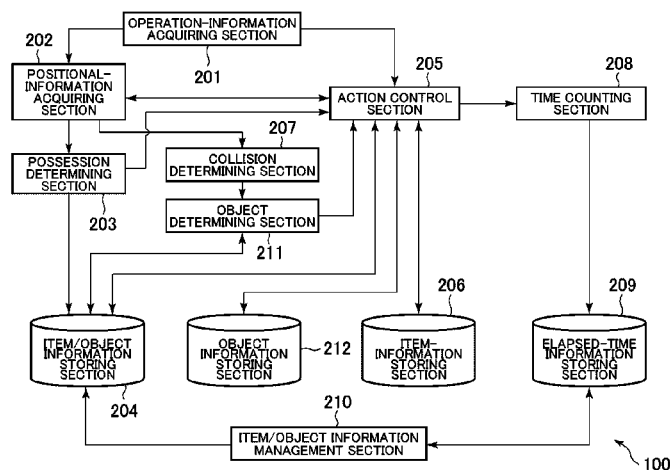 OPERATION-INFORMATION
ACQUIRING SECTION
201
202
POSITIONAL-
INFORMATION
ACQUIRING
SECTION
205
ACTION CONTROL
SECTION
208
TIME COUNTING
SECTION
207
COLLISION
DETERMINING SECTION
POSSESSION
DETERMINING
SECTION
203
OBJECT
DETERMINING SECTION
211
ITEM/OBJECT
INFORMATION
STORING
SECTION
204
OBJECT
INFORMATION
STORING
SECTION
212
206
ITEM-
INFORMATION
STORING
SECTION
209
ELAPSED-TIME
INFORMATION
STORING
SECTION
210
ITEM/OBJECT INFORMATION
MANAGEMENT SECTION
100